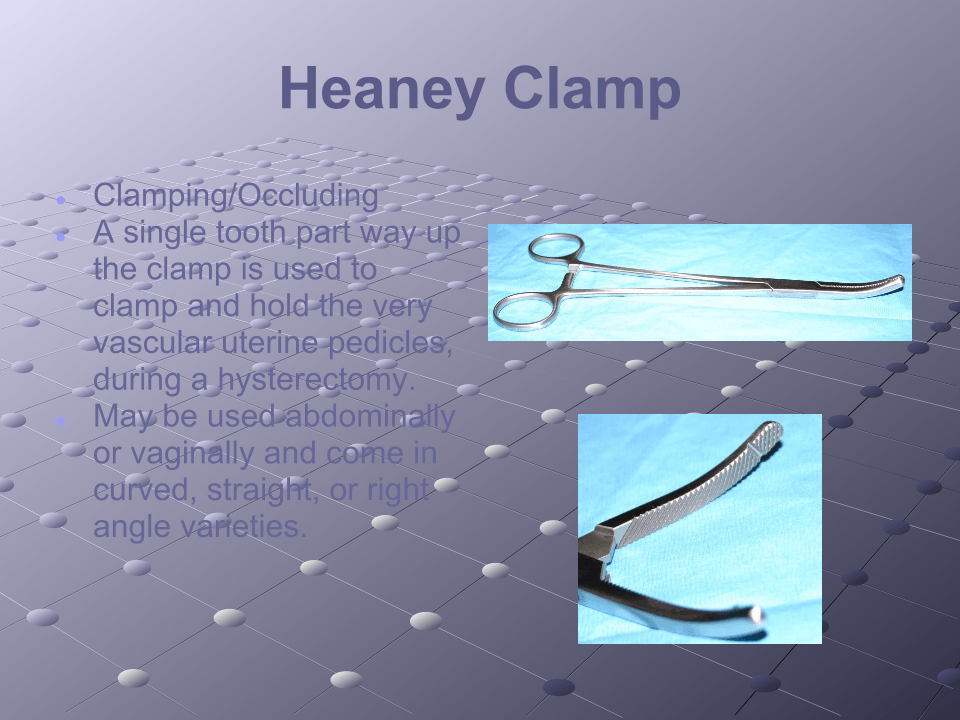 Heaney Clamp
Clamping/Occluding
A single tooth part way up
the clamp is used to
clamp and hold the very
vascular uterine pedicles,
during a hysterectomy.
May be used abdominally
or vaginally and come in
curved, straight, or right
angle varieties.